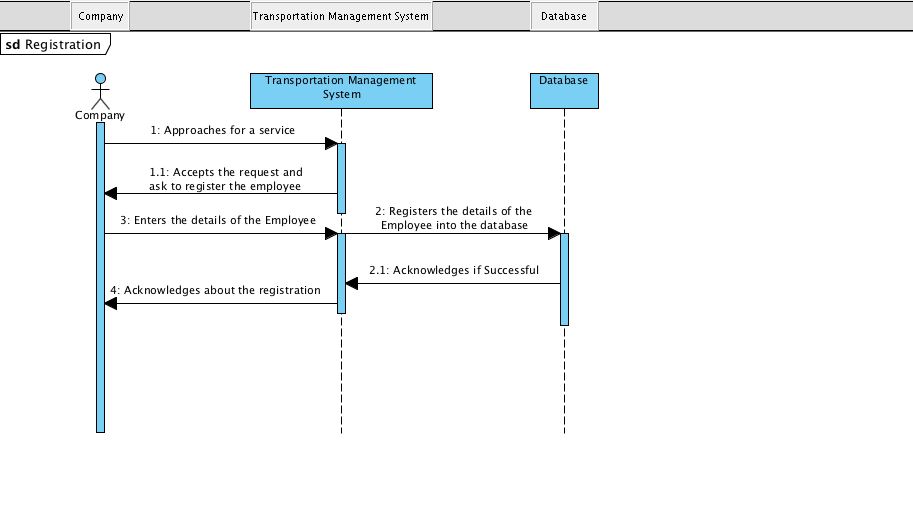 Company
Transportation Management System
Database
sd Registration
Transportation Management
System
Database
Company
1: Approaches for a service
1.1: Accepts the request and
ask to register the employee
3: Enters the details of the Employee
2: Registers the details of the
Employee into the database
2.1: Acknowledges if Successful
4: Acknowledges about the registration